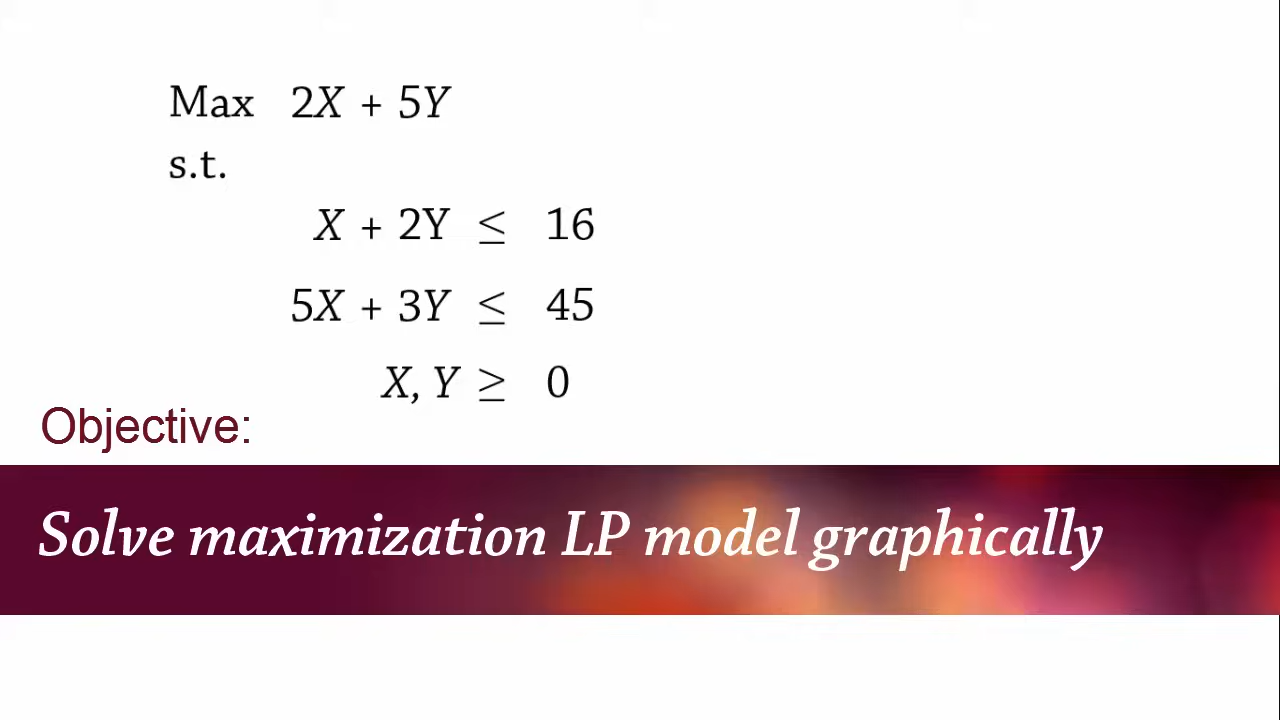 Max 2X + 5Y
s.t.
X + 2Y ≤ 16
5X + 3Y ≤ 45
X, Y ≥ 0
Objective:
Solve maximization LP model graphically